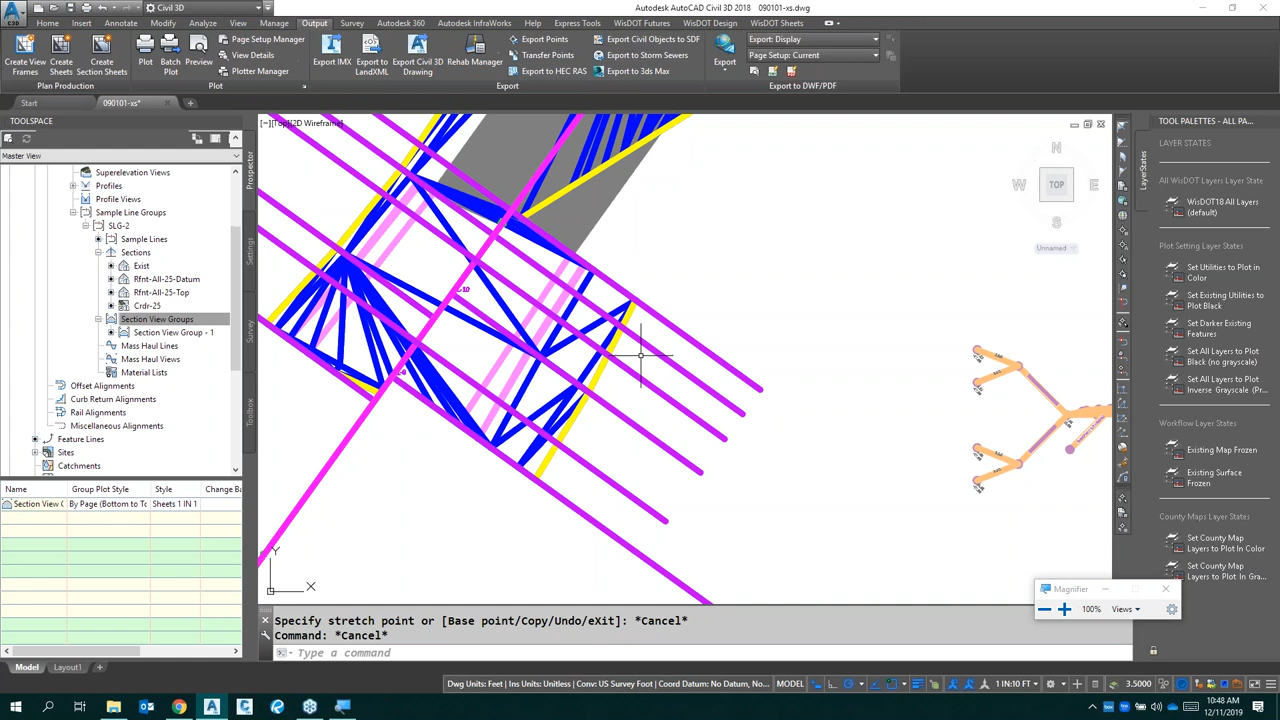 Civil 3D
Autodesk AutoCAD Civil 3D 2018 090101-xs.dwg
C3D
Home Insert Annotate Modify Analyze View Manage Output Survey Autodesk 360 Autodesk InfraWorks Help Express Tools WisDOT Futures WisDOT Design WisDOT Sheets
Create View Frames
Create Sheets
Create Section Sheets
Plot
Batch Plot
Preview
Page Setup Manager
View Details
Plotter Manager
Export IMX
Export to LandXML
Export Civil 3D Drawing
Rehab Manager
Export Points
Transfer Points
Export to HEC RAS
Export Civil Objects to SDF
Export to Storm Sewers
Export to 3ds Max
Export
Export: Display
Page Setup: Current
Plan Production
Plot
Export
Export to DWF/PDF
Start
090101-xs*
TOOLSPACE
Master View
Superelevation Views
Profiles
Profile Views
Sample Line Groups
SLG-2
Sample Lines
Sections
Exist
Rfnt-All-25-Datum
Rfnt-All-25-Top
Crdr-25
Section View Groups
Section View Group - 1
Mass Haul Lines
Mass Haul Views
Material Lists
Offset Alignments
Curb Return Alignments
Rail Alignments
Miscellaneous Alignments
Feature Lines
Sites
Catchments
Prospector
Settings
Survey
Toolbox
Name Group Plot Style Style Change Ba
Section View G By Page (Bottom to To Sheets 1 IN 1
[−][Top][2D Wireframe]
N
W TOP E
S
Unnamed
Y
X
TOOL PALETTES - ALL PA...
LayerStates
LAYER STATES
All WisDOT Layers Layer State
WisDOT18 All Layers (default)
Plot Setting Layer States
Set Utilities to Plot in Color
Set Existing Utilities to Plot Black
Set Darker Existing Features
Set All Layers to Plot Black (no grayscale)
Set All Layers to Plot Inverse Grayscale (Pr...
Workflow Layer States
Existing Map Frozen
Existing Surface Frozen
County Maps Layer States
Set County Map Layers to Plot In Color
Set County Map Layers to Plot In Gra...
Magnifier
100% Views
Specify stretch point or [Base point/Copy/Undo/eXit]: *Cancel*
Command: *Cancel*
Type a command
Model Layout1 +
Dwg Units: Feet | Ins Units: Unitless | Conv: US Survey Foot | Coord Datum: No Datum, No... MODEL 1 IN:10 FT 3.5000
10:48 AM
12/11/2019